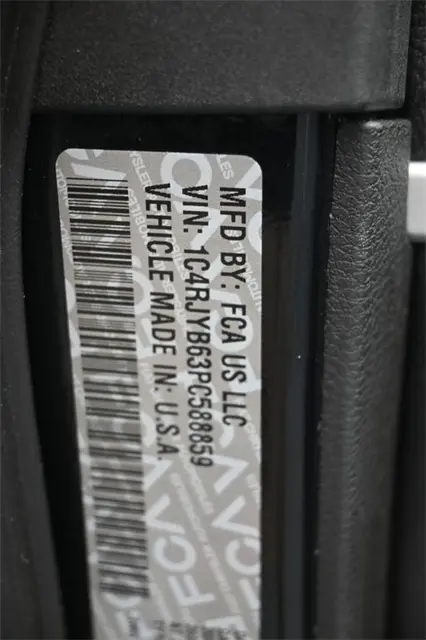 MFD BY: FCA US LLC
VIN: 1C4RJYB63PC588859
VEHICLE MADE IN: U.S.A.